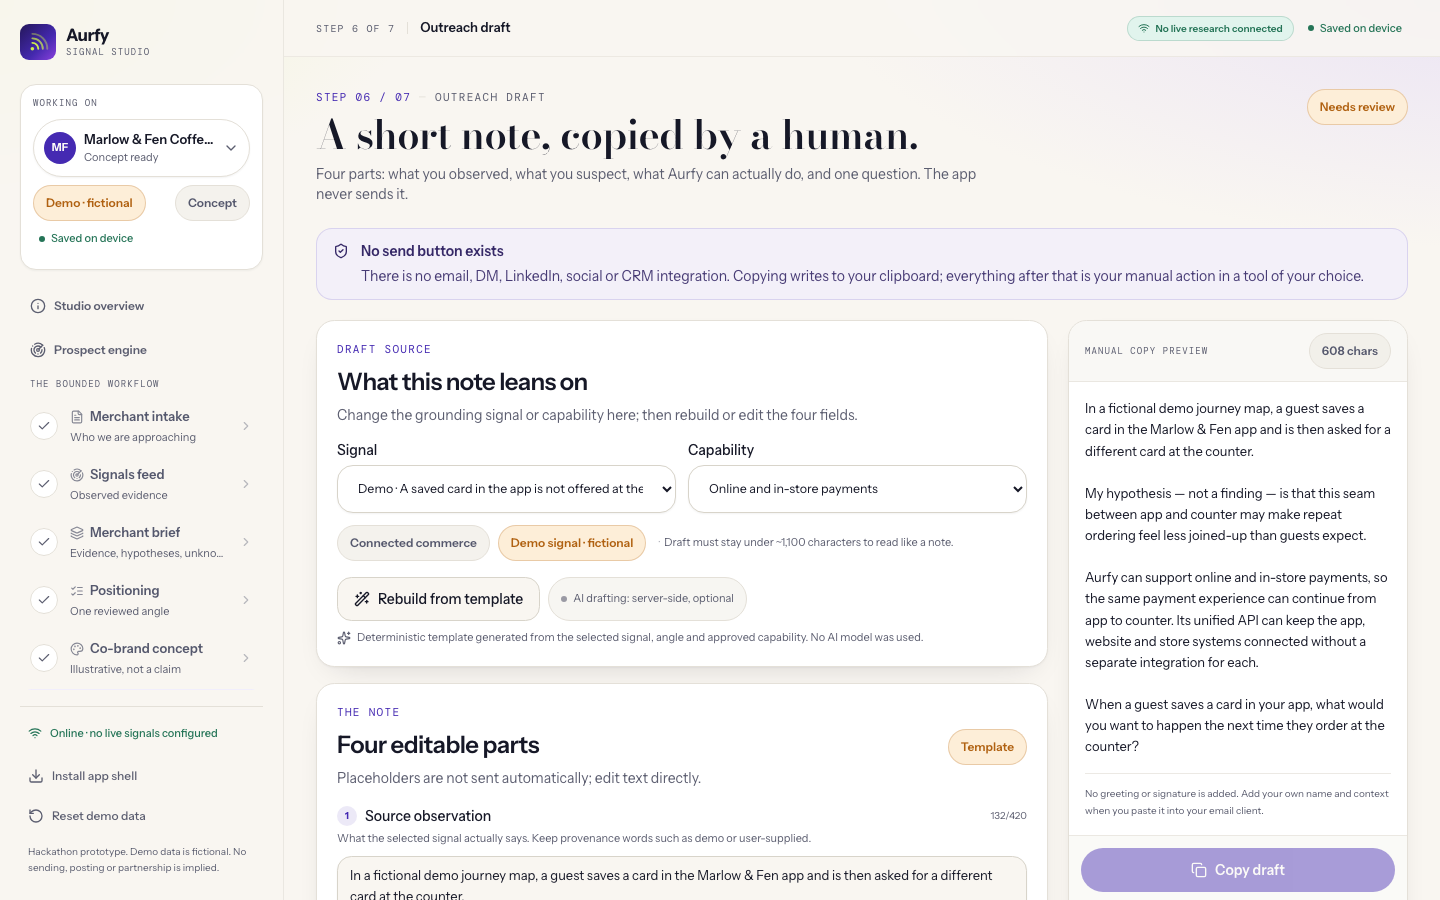 Aurfy
SIGNAL STUDIO
WORKING ON
MF
Marlow & Fen Coffe...
Concept ready
Demo · fictional
Concept
Saved on device
Studio overview
Prospect engine
THE BOUNDED WORKFLOW
Merchant intake
Who we are approaching
Signals feed
Observed evidence
Merchant brief
Evidence, hypotheses, unkno...
Positioning
One reviewed angle
Co-brand concept
Illustrative, not a claim
Online · no live signals configured
Install app shell
Reset demo data
Hackathon prototype. Demo data is fictional. No
sending, posting or partnership is implied.
STEP 6 OF 7
Outreach draft
No live research connected
Saved on device
STEP 06 / 07 — OUTREACH DRAFT
Needs review
A short note, copied by a human.
Four parts: what you observed, what you suspect, what Aurfy can actually do, and one question. The app
never sends it.
No send button exists
There is no email, DM, LinkedIn, social or CRM integration. Copying writes to your clipboard; everything after that is your manual action in a tool of your choice.
DRAFT SOURCE
What this note leans on
Change the grounding signal or capability here; then rebuild or edit the four fields.
Signal
Capability
Demo · A saved card in the app is not offered at the
Online and in-store payments
Connected commerce
Demo signal · fictional
· Draft must stay under ~1,100 characters to read like a note.
Rebuild from template
AI drafting: server-side, optional
Deterministic template generated from the selected signal, angle and approved capability. No AI model was used.
THE NOTE
Four editable parts
Template
Placeholders are not sent automatically; edit text directly.
1
Source observation
132/420
What the selected signal actually says. Keep provenance words such as demo or user-supplied.
In a fictional demo journey map, a guest saves a card in the Marlow & Fen app and is then asked for a different
card at the counter.
MANUAL COPY PREVIEW
608 chars
In a fictional demo journey map, a guest saves a
card in the Marlow & Fen app and is then asked for a
different card at the counter.
My hypothesis — not a finding — is that this seam
between app and counter may make repeat
ordering feel less joined-up than guests expect.
Aurfy can support online and in-store payments, so
the same payment experience can continue from
app to counter. Its unified API can keep the app,
website and store systems connected without a
separate integration for each.
When a guest saves a card in your app, what would
you want to happen the next time they order at the
counter?
No greeting or signature is added. Add your own name and context
when you paste it into your email client.
Copy draft